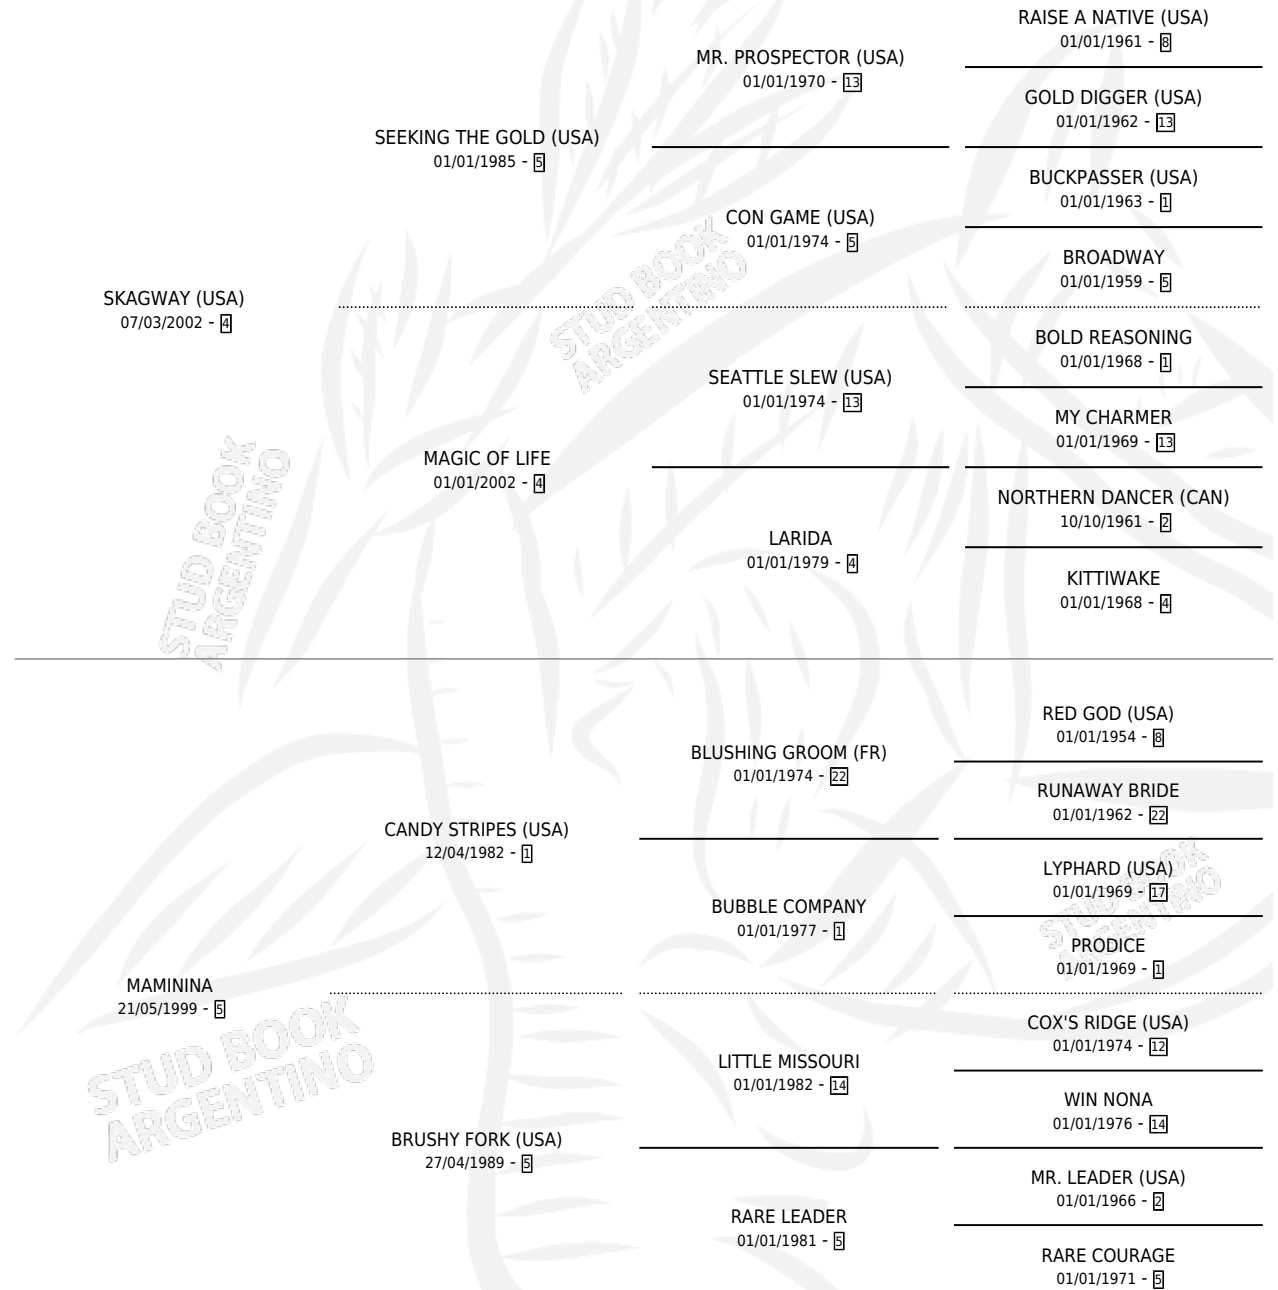 RAISE A NATIVE (USA)
01/01/1961 - 8
MR. PROSPECTOR (USA)
01/01/1970 - 13
GOLD DIGGER (USA)
01/01/1962 - 13
SEEKING THE GOLD (USA)
01/01/1985 - 5
BUCKPASSER (USA)
01/01/1963 - 1
CON GAME (USA)
01/01/1974 - 5
BROADWAY
01/01/1959 - 5
SKAGWAY (USA)
07/03/2002 - 4
STUD BOOK
ARGENTINO
BOLD REASONING
01/01/1968 - 1
SEATTLE SLEW (USA)
01/01/1974 - 13
MY CHARMER
01/01/1969 - 13
MAGIC OF LIFE
01/01/2002 - 4
NORTHERN DANCER (CAN)
10/10/1961 - 2
LARIDA
01/01/1979 - 4
KITTIWAKE
01/01/1968 - 4
STUD BOOK
ARGENTINO
RED GOD (USA)
01/01/1954 - 8
BLUSHING GROOM (FR)
01/01/1974 - 22
RUNAWAY BRIDE
01/01/1962 - 22
CANDY STRIPES (USA)
12/04/1982 - 1
LYPHARD (USA)
01/01/1969 - 17
BUBBLE COMPANY
01/01/1977 - 1
STUD BOOK
ARGENTINO
PRODICE
01/01/1969 - 1
MAMININA
21/05/1999 - 5
COX'S RIDGE (USA)
01/01/1974 - 12
LITTLE MISSOURI
01/01/1982 - 14
STUD BOOK
ARGENTINO
WIN NONA
01/01/1976 - 14
BRUSHY FORK (USA)
27/04/1989 - 5
MR. LEADER (USA)
01/01/1966 - 2
RARE LEADER
01/01/1981 - 5
RARE COURAGE
01/01/1971 - 5